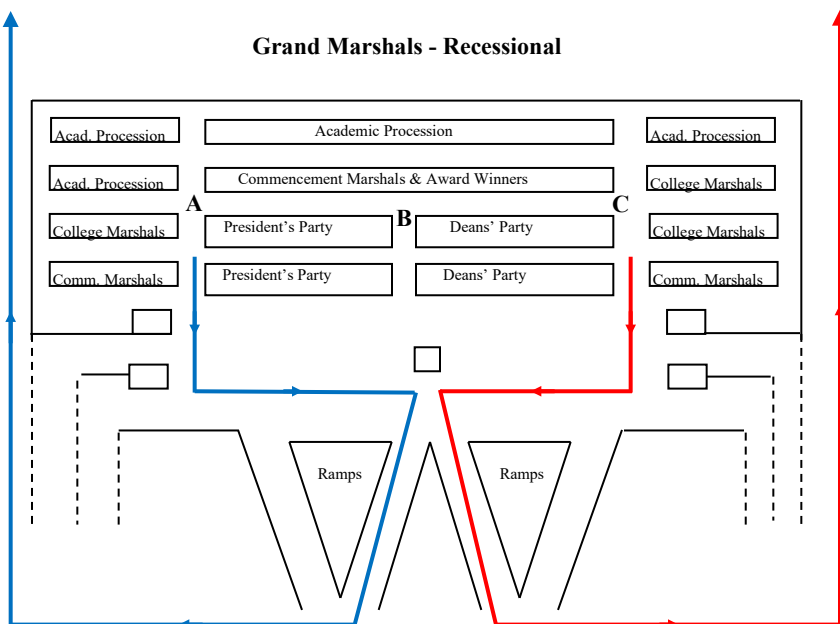 Grand Marshals - Recessional
Acad. Procession
Academic Procession
Acad. Procession
Acad. Procession
Commencement Marshals & Award Winners
College Marshals
A
B
C
College Marshals
President's Party
Deans' Party
College Marshals
Comm. Marshals
President's Party
Deans' Party
Comm. Marshals
Ramps
Ramps